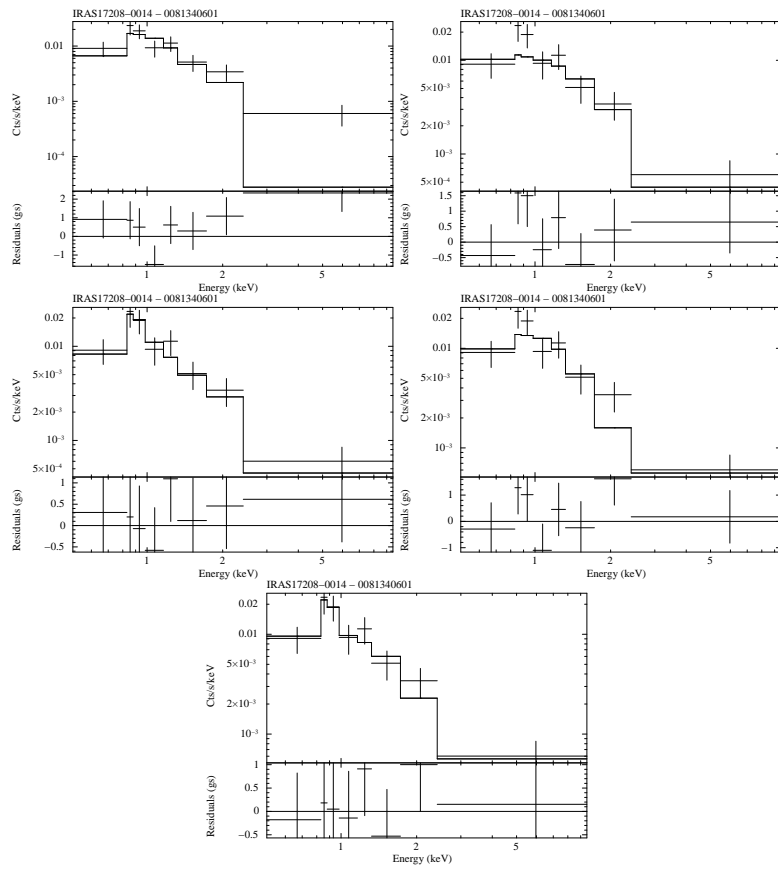 IRAS17208−0014 − 0081340601
Cts/s/keV
0.01
10⁻³
10⁻⁴
Residuals (gs)
2
1
0
−1
1 2 5
Energy (keV)
IRAS17208−0014 − 0081340601
Cts/s/keV
0.02
0.01
5×10⁻³
2×10⁻³
10⁻³
5×10⁻⁴
Residuals (gs)
1.5
1
0.5
0
−0.5
1 2 5
Energy (keV)
IRAS17208−0014 − 0081340601
Cts/s/keV
0.02
0.01
5×10⁻³
2×10⁻³
10⁻³
5×10⁻⁴
Residuals (gs)
1
0.5
0
−0.5
1 2 5
Energy (keV)
IRAS17208−0014 − 0081340601
Cts/s/keV
0.02
0.01
5×10⁻³
2×10⁻³
10⁻³
Residuals (gs)
1
0
−1
1 2 5
Energy (keV)
IRAS17208−0014 − 0081340601
Cts/s/keV
0.02
0.01
5×10⁻³
2×10⁻³
10⁻³
Residuals (gs)
1
0.5
0
−0.5
1 2 5
Energy (keV)